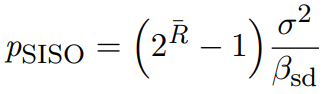 p_SISO = (2^R̄ − 1) σ² / β_sd